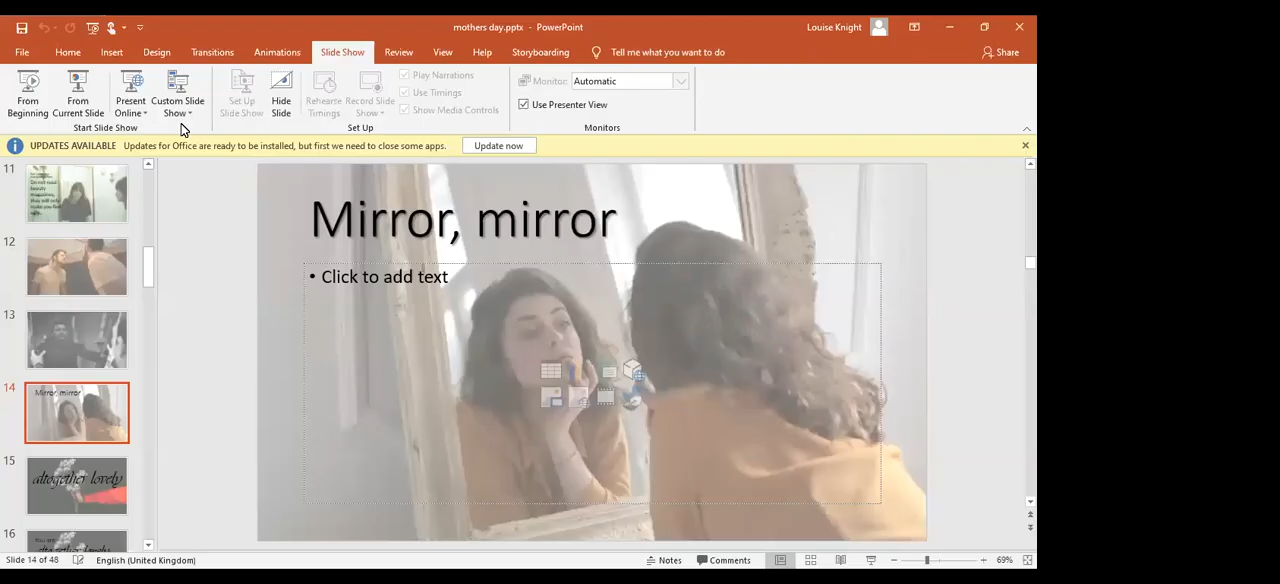 mothers day.pptx - PowerPoint
Louise Knight
File Home Insert Design Transitions Animations Slide Show Review View Help Storyboarding Tell me what you want to do Share
From Beginning
From Current Slide
Present Online
Custom Slide Show
Set Up Slide Show
Hide Slide
Rehearse Timings
Record Slide Show
Play Narrations
Use Timings
Show Media Controls
Monitor: Automatic
Use Presenter View
Start Slide Show
Set Up
Monitors
UPDATES AVAILABLE Updates for Office are ready to be installed, but first we need to close some apps. Update now
11
12
13
14
Mirror, mirror
15
altogether lovely
16
You are
Mirror, mirror
• Click to add text
Slide 14 of 48 English (United Kingdom) Notes Comments 69%